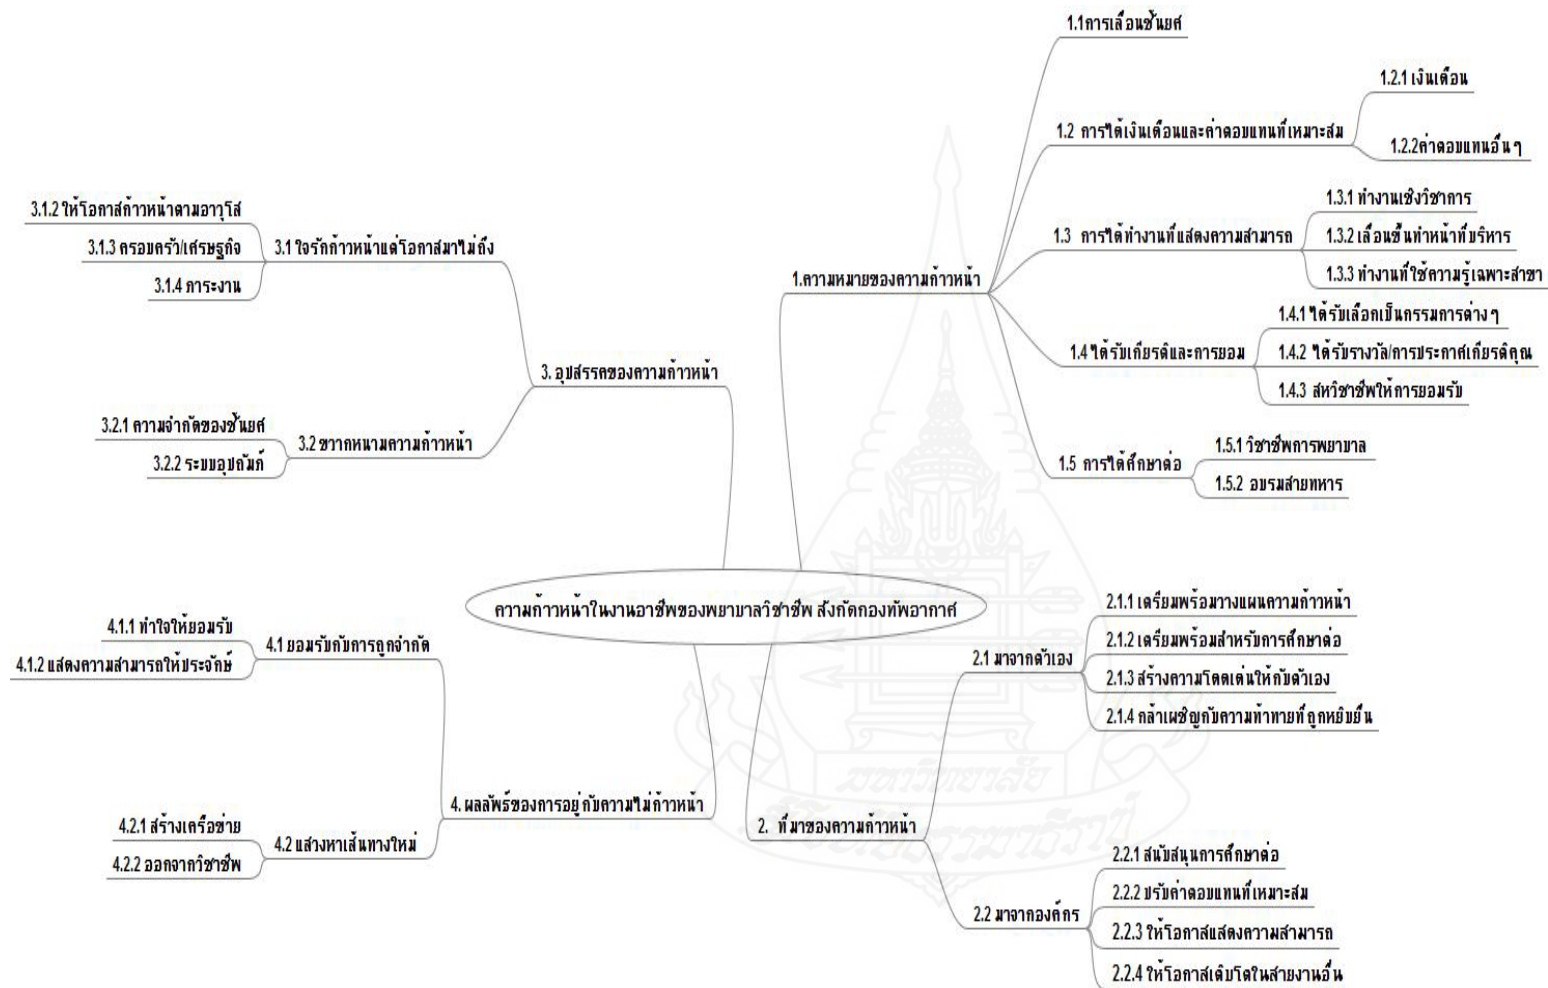 1.1การเลื่อนชั้นยศ
1.2.1 เงินเดือน
1.2 การได้เงินเดือนและค่าตอบแทนที่เหมาะสม
1.2.2ค่าตอบแทนอื่นๆ
1.3.1 ทำงานเชิงวิชาการ
1.3 การได้ทำงานที่แสดงความสามารถ
1.3.2 เลื่อนขึ้นทำหน้าที่บริหาร
1.3.3 ทำงานที่ใช้ความรู้เฉพาะสาขา
1.ความหมายของความก้าวหน้า
1.4.1 ได้รับเลือกเป็นกรรมการต่างๆ
1.4 ได้รับเกียรติและการยอม
1.4.2 ได้รับรางวัล/การประกาศเกียรติคุณ
1.4.3 สหวิชาชีพให้การยอมรับ
1.5.1 วิชาชีพการพยาบาล
1.5 การได้ศึกษาต่อ
1.5.2 อบรมสายทหาร
3.1.2 ให้โอกาสก้าวหน้าตามอาวุโส
3.1.3 ครอบครัว/เศรษฐกิจ
3.1 ใจรักก้าวหน้าแต่โอกาสมาไม่ถึง
3.1.4 ภาระงาน
3. อุปสรรคของความก้าวหน้า
3.2.1 ความจำกัดของชั้นยศ
3.2 ขวากหนามความก้าวหน้า
3.2.2 ระบบอุปถัมภ์
ความก้าวหน้าในงานอาชีพของพยาบาลวิชาชีพ สังกัดกองทัพอากาศ
2.1.1 เตรียมพร้อมวางแผนความก้าวหน้า
2.1.2 เตรียมพร้อมสำหรับการศึกษาต่อ
2.1 มาจากตัวเอง
2.1.3 สร้างความโดดเด่นให้กับตัวเอง
2.1.4 กล้าเผชิญกับความท้าทายที่ถูกหยิบยื่น
4.1.1 ทำใจให้ยอมรับ
4.1 ยอมรับกับการถูกจำกัด
4.1.2 แสดงความสามารถให้ประจักษ์
4. ผลลัพธ์ของการอยู่กับความไม่ก้าวหน้า
4.2.1 สร้างเครือข่าย
4.2 แสวงหาเส้นทางใหม่
4.2.2 ออกจากวิชาชีพ
2. ที่มาของความก้าวหน้า
2.2.1 สนับสนุนการศึกษาต่อ
2.2.2 ปรับค่าตอบแทนที่เหมาะสม
2.2 มาจากองค์กร
2.2.3 ให้โอกาสแสดงความสามารถ
2.2.4 ให้โอกาสเติบโตในสายงานอื่น
มหาวิทยาลัย
สุโขทัยธรรมาธิราช